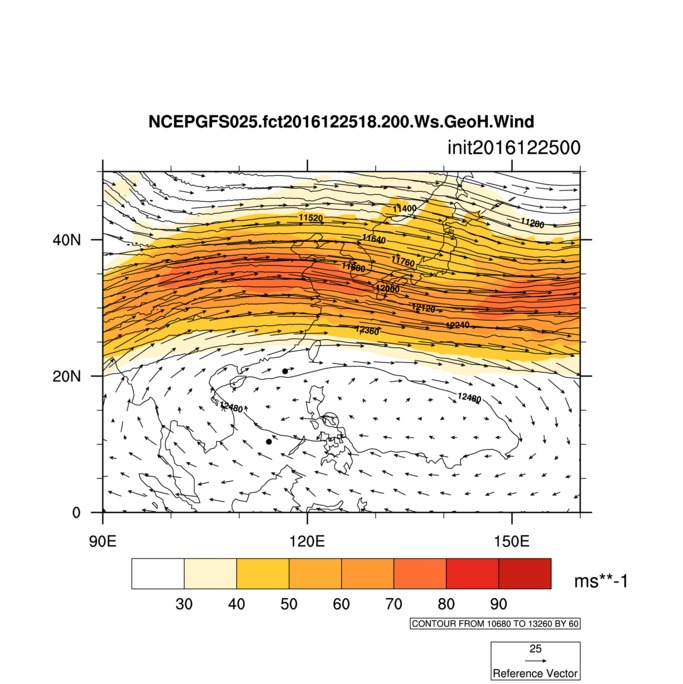 NCEPGFS025.fct2016122518.200.Ws.GeoH.Wind
init2016122500
11400
11520
11280
40N
11640
11760
11880
12000
12120
12240
12360
20N
12480
12480
0
90E 120E 150E
ms**-1
30 40 50 60 70 80 90
CONTOUR FROM 10680 TO 13260 BY 60
25
Reference Vector